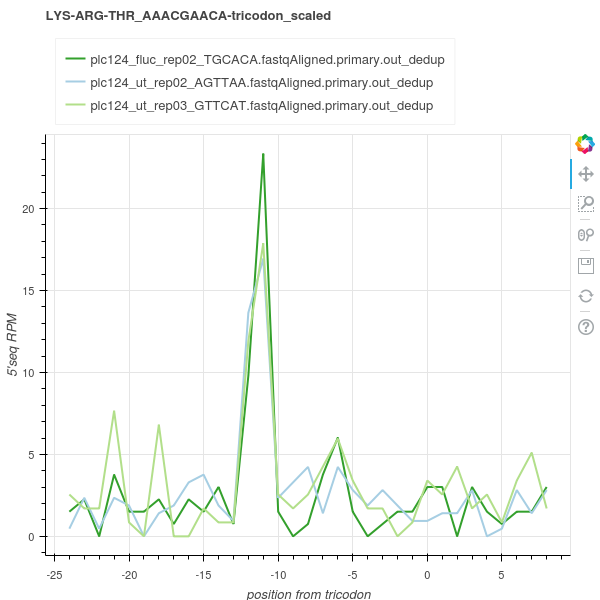 LYS-ARG-THR_AAACGAACA-tricodon_scaled
plc124_fluc_rep02_TGCACA.fastqAligned.primary.out_dedup
plc124_ut_rep02_AGTTAA.fastqAligned.primary.out_dedup
plc124_ut_rep03_GTTCAT.fastqAligned.primary.out_dedup
5'seq RPM
20
15
10
5
0
-25 -20 -15 -10 -5 0 5
position from tricodon